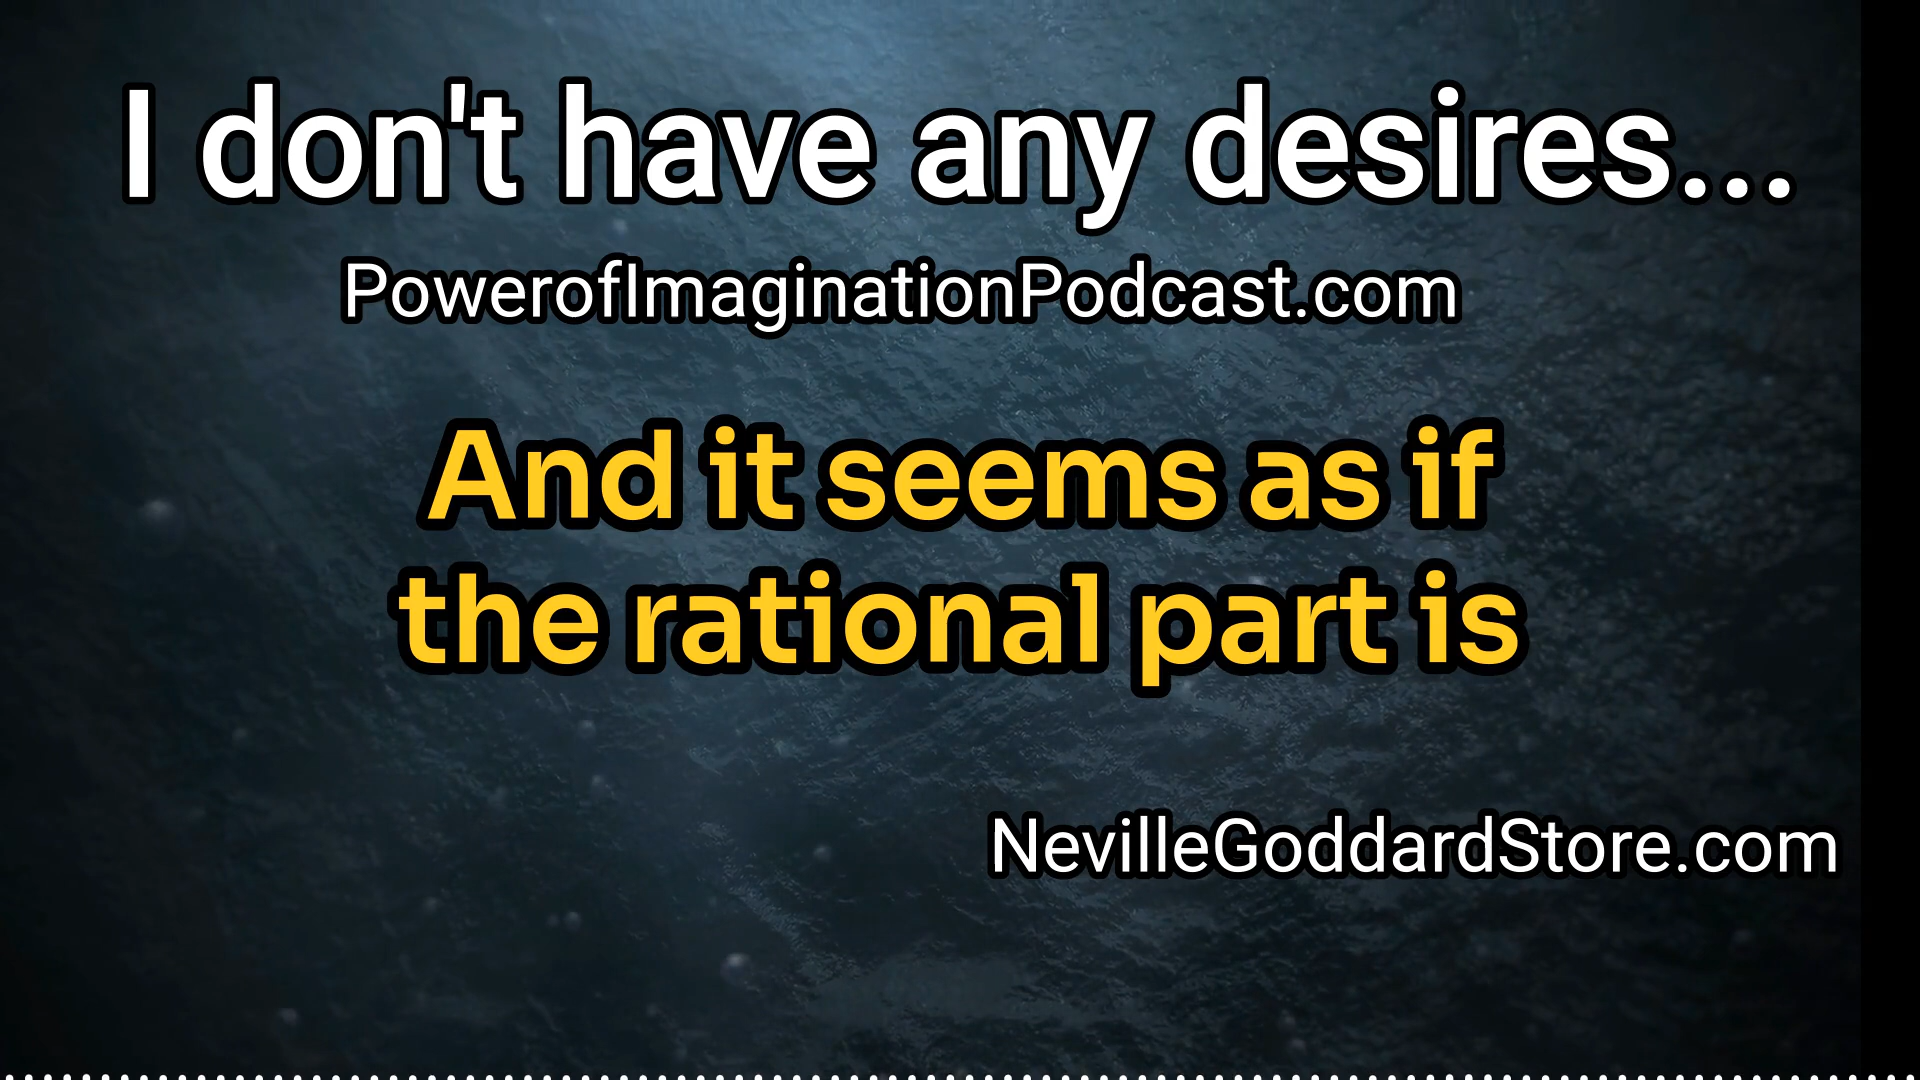 I don't have any desires...
PowerofImaginationPodcast.com
And it seems as if
the rational part is
NevilleGoddardStore.com